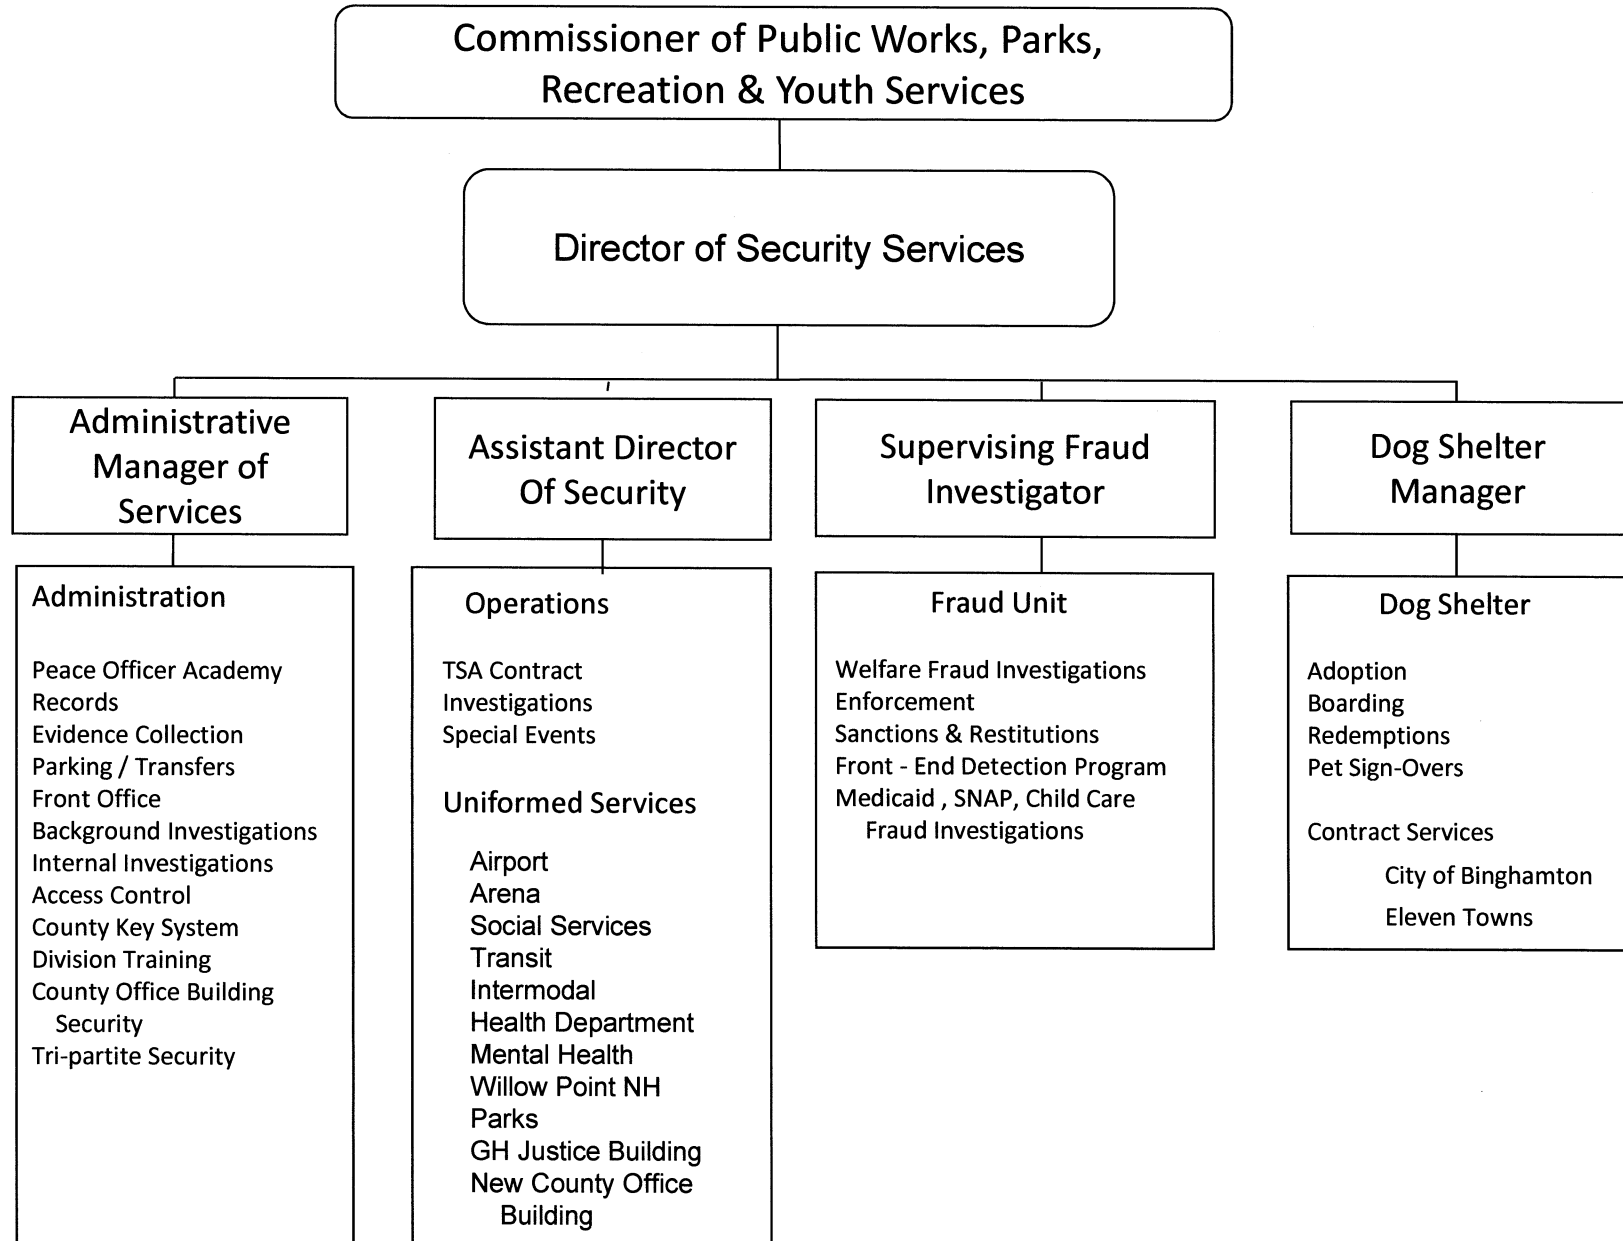 Commissioner of Public Works, Parks,
Recreation & Youth Services
Director of Security Services
Administrative
Manager of
Services
Assistant Director
Of Security
Supervising Fraud
Investigator
Dog Shelter
Manager
Administration
Peace Officer Academy
Records
Evidence Collection
Parking / Transfers
Front Office
Background Investigations
Internal Investigations
Access Control
County Key System
Division Training
County Office Building
Security
Tri-partite Security
Operations
TSA Contract
Investigations
Special Events
Uniformed Services
Airport
Arena
Social Services
Transit
Intermodal
Health Department
Mental Health
Willow Point NH
Parks
GH Justice Building
New County Office
Building
Fraud Unit
Welfare Fraud Investigations
Enforcement
Sanctions & Restitutions
Front - End Detection Program
Medicaid , SNAP, Child Care
Fraud Investigations
Dog Shelter
Adoption
Boarding
Redemptions
Pet Sign-Overs
Contract Services
City of Binghamton
Eleven Towns